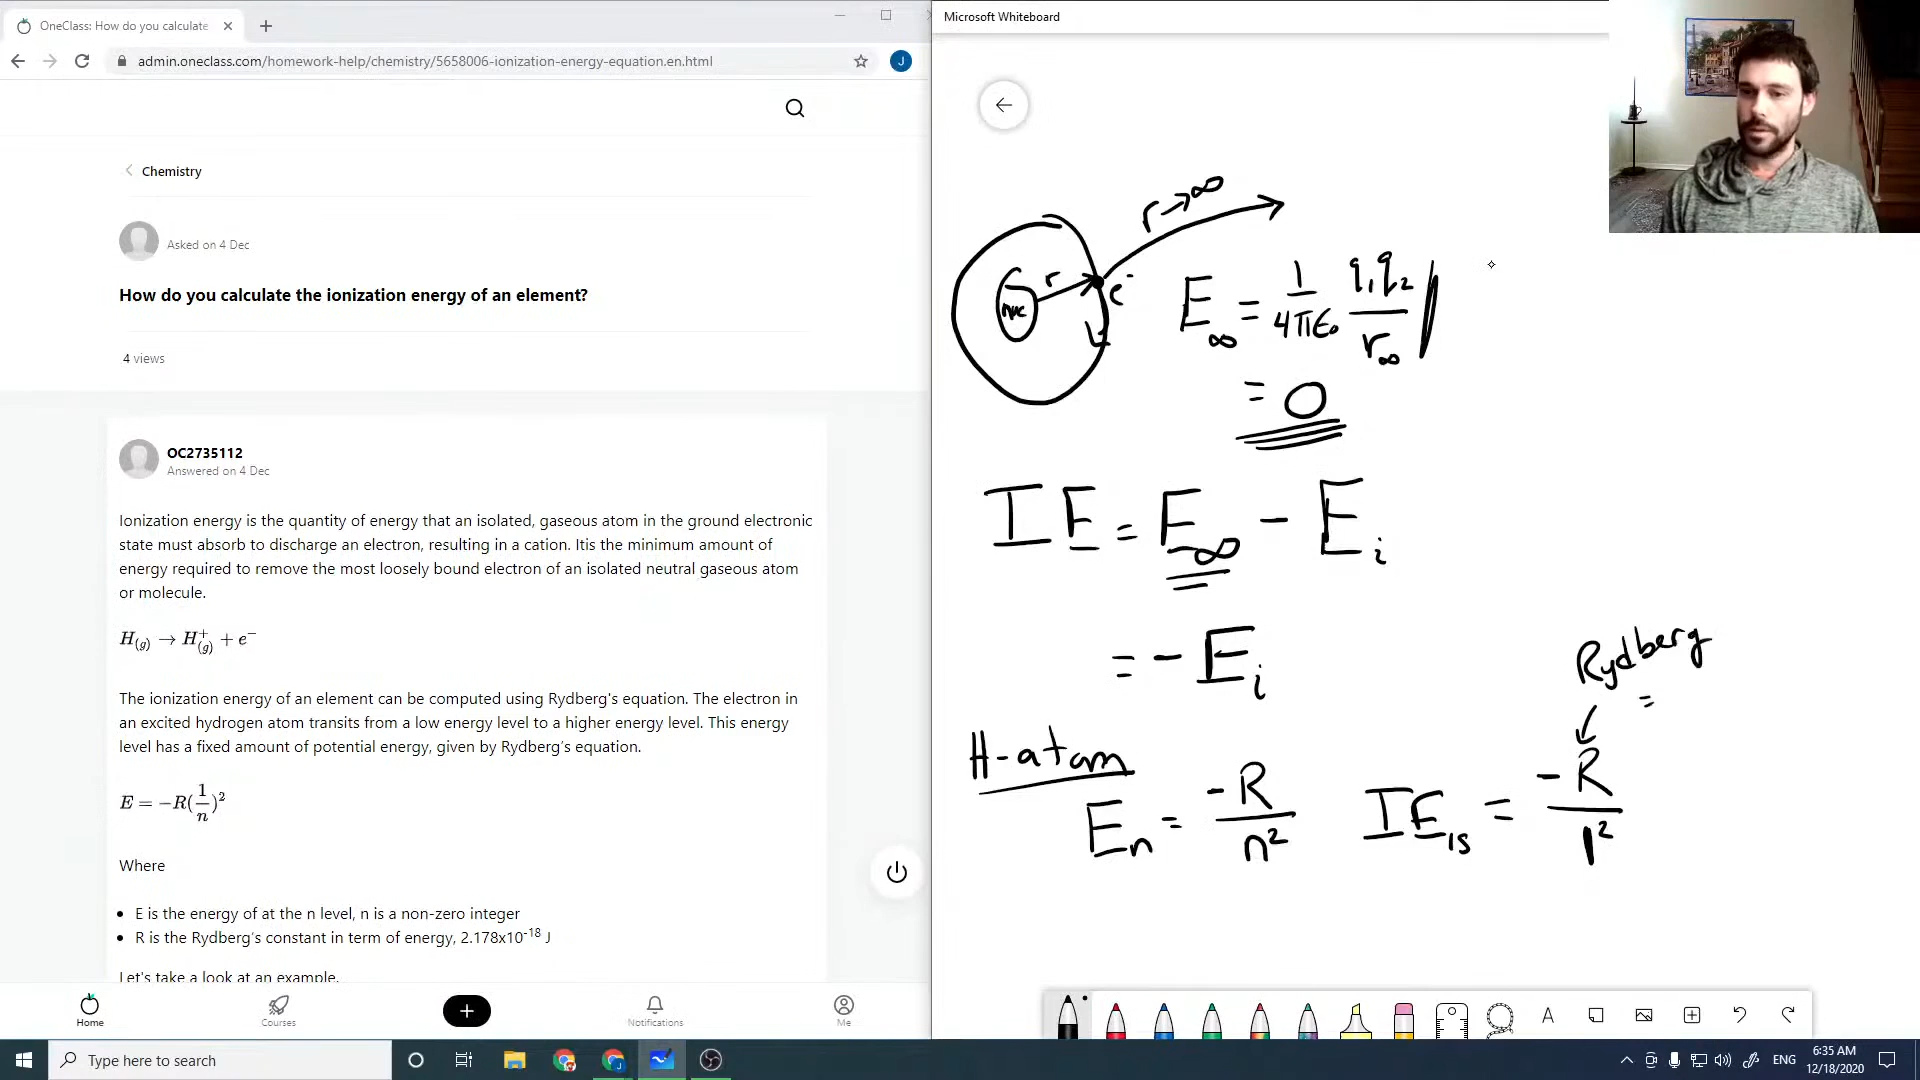 OneClass: How do you calculate
admin.oneclass.com/homework-help/chemistry/5658006-ionization-energy-equation.en.html
J
Chemistry
Asked on 4 Dec
How do you calculate the ionization energy of an element?
4 views
OC2735112
Answered on 4 Dec
Ionization energy is the quantity of energy that an isolated, gaseous atom in the ground electronic
state must absorb to discharge an electron, resulting in a cation. Itis the minimum amount of
energy required to remove the most loosely bound electron of an isolated neutral gaseous atom
or molecule.
H(g) → H⁺(g) + e⁻
The ionization energy of an element can be computed using Rydberg's equation. The electron in
an excited hydrogen atom transits from a low energy level to a higher energy level. This energy
level has a fixed amount of potential energy, given by Rydberg's equation.
E = −R(1/n)²
Where
• E is the energy of at the n level, n is a non-zero integer
• R is the Rydberg's constant in term of energy, 2.178x10⁻¹⁸ J
Let's take a look at an example.
Home
Courses
Notifications
Me
Microsoft Whiteboard
r → ∞
nuc
r
e⁻
E∞ = 1/4πε₀ q₁q₂/r∞
= 0
IE = E∞ − Eᵢ
= − Eᵢ
Rydberg
=
H-atom
Eₙ = −R/n²
IE₁ₛ = −R/1²
A
Type here to search
ENG
6:35 AM
12/18/2020